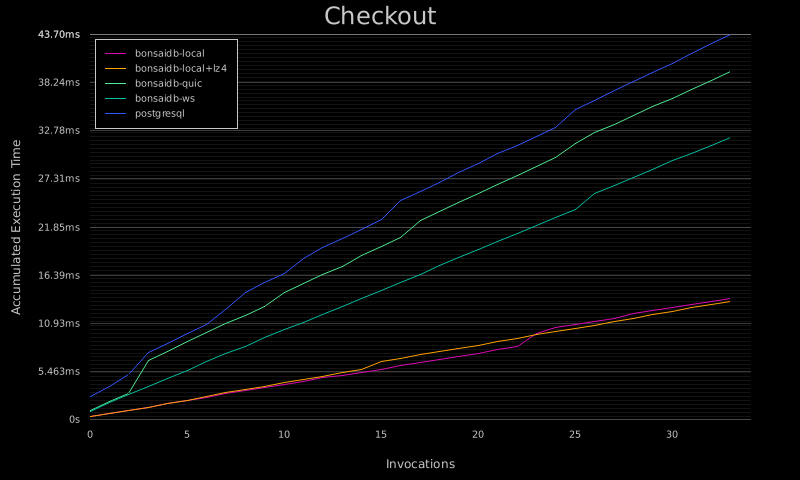 Checkout
43.70ms
38.24ms
32.78ms
27.31ms
21.85ms
16.39ms
10.93ms
5.463ms
0s
Accumulated Execution Time
bonsaidb-local
bonsaidb-local+lz4
bonsaidb-quic
bonsaidb-ws
postgresql
0 5 10 15 20 25 30
Invocations